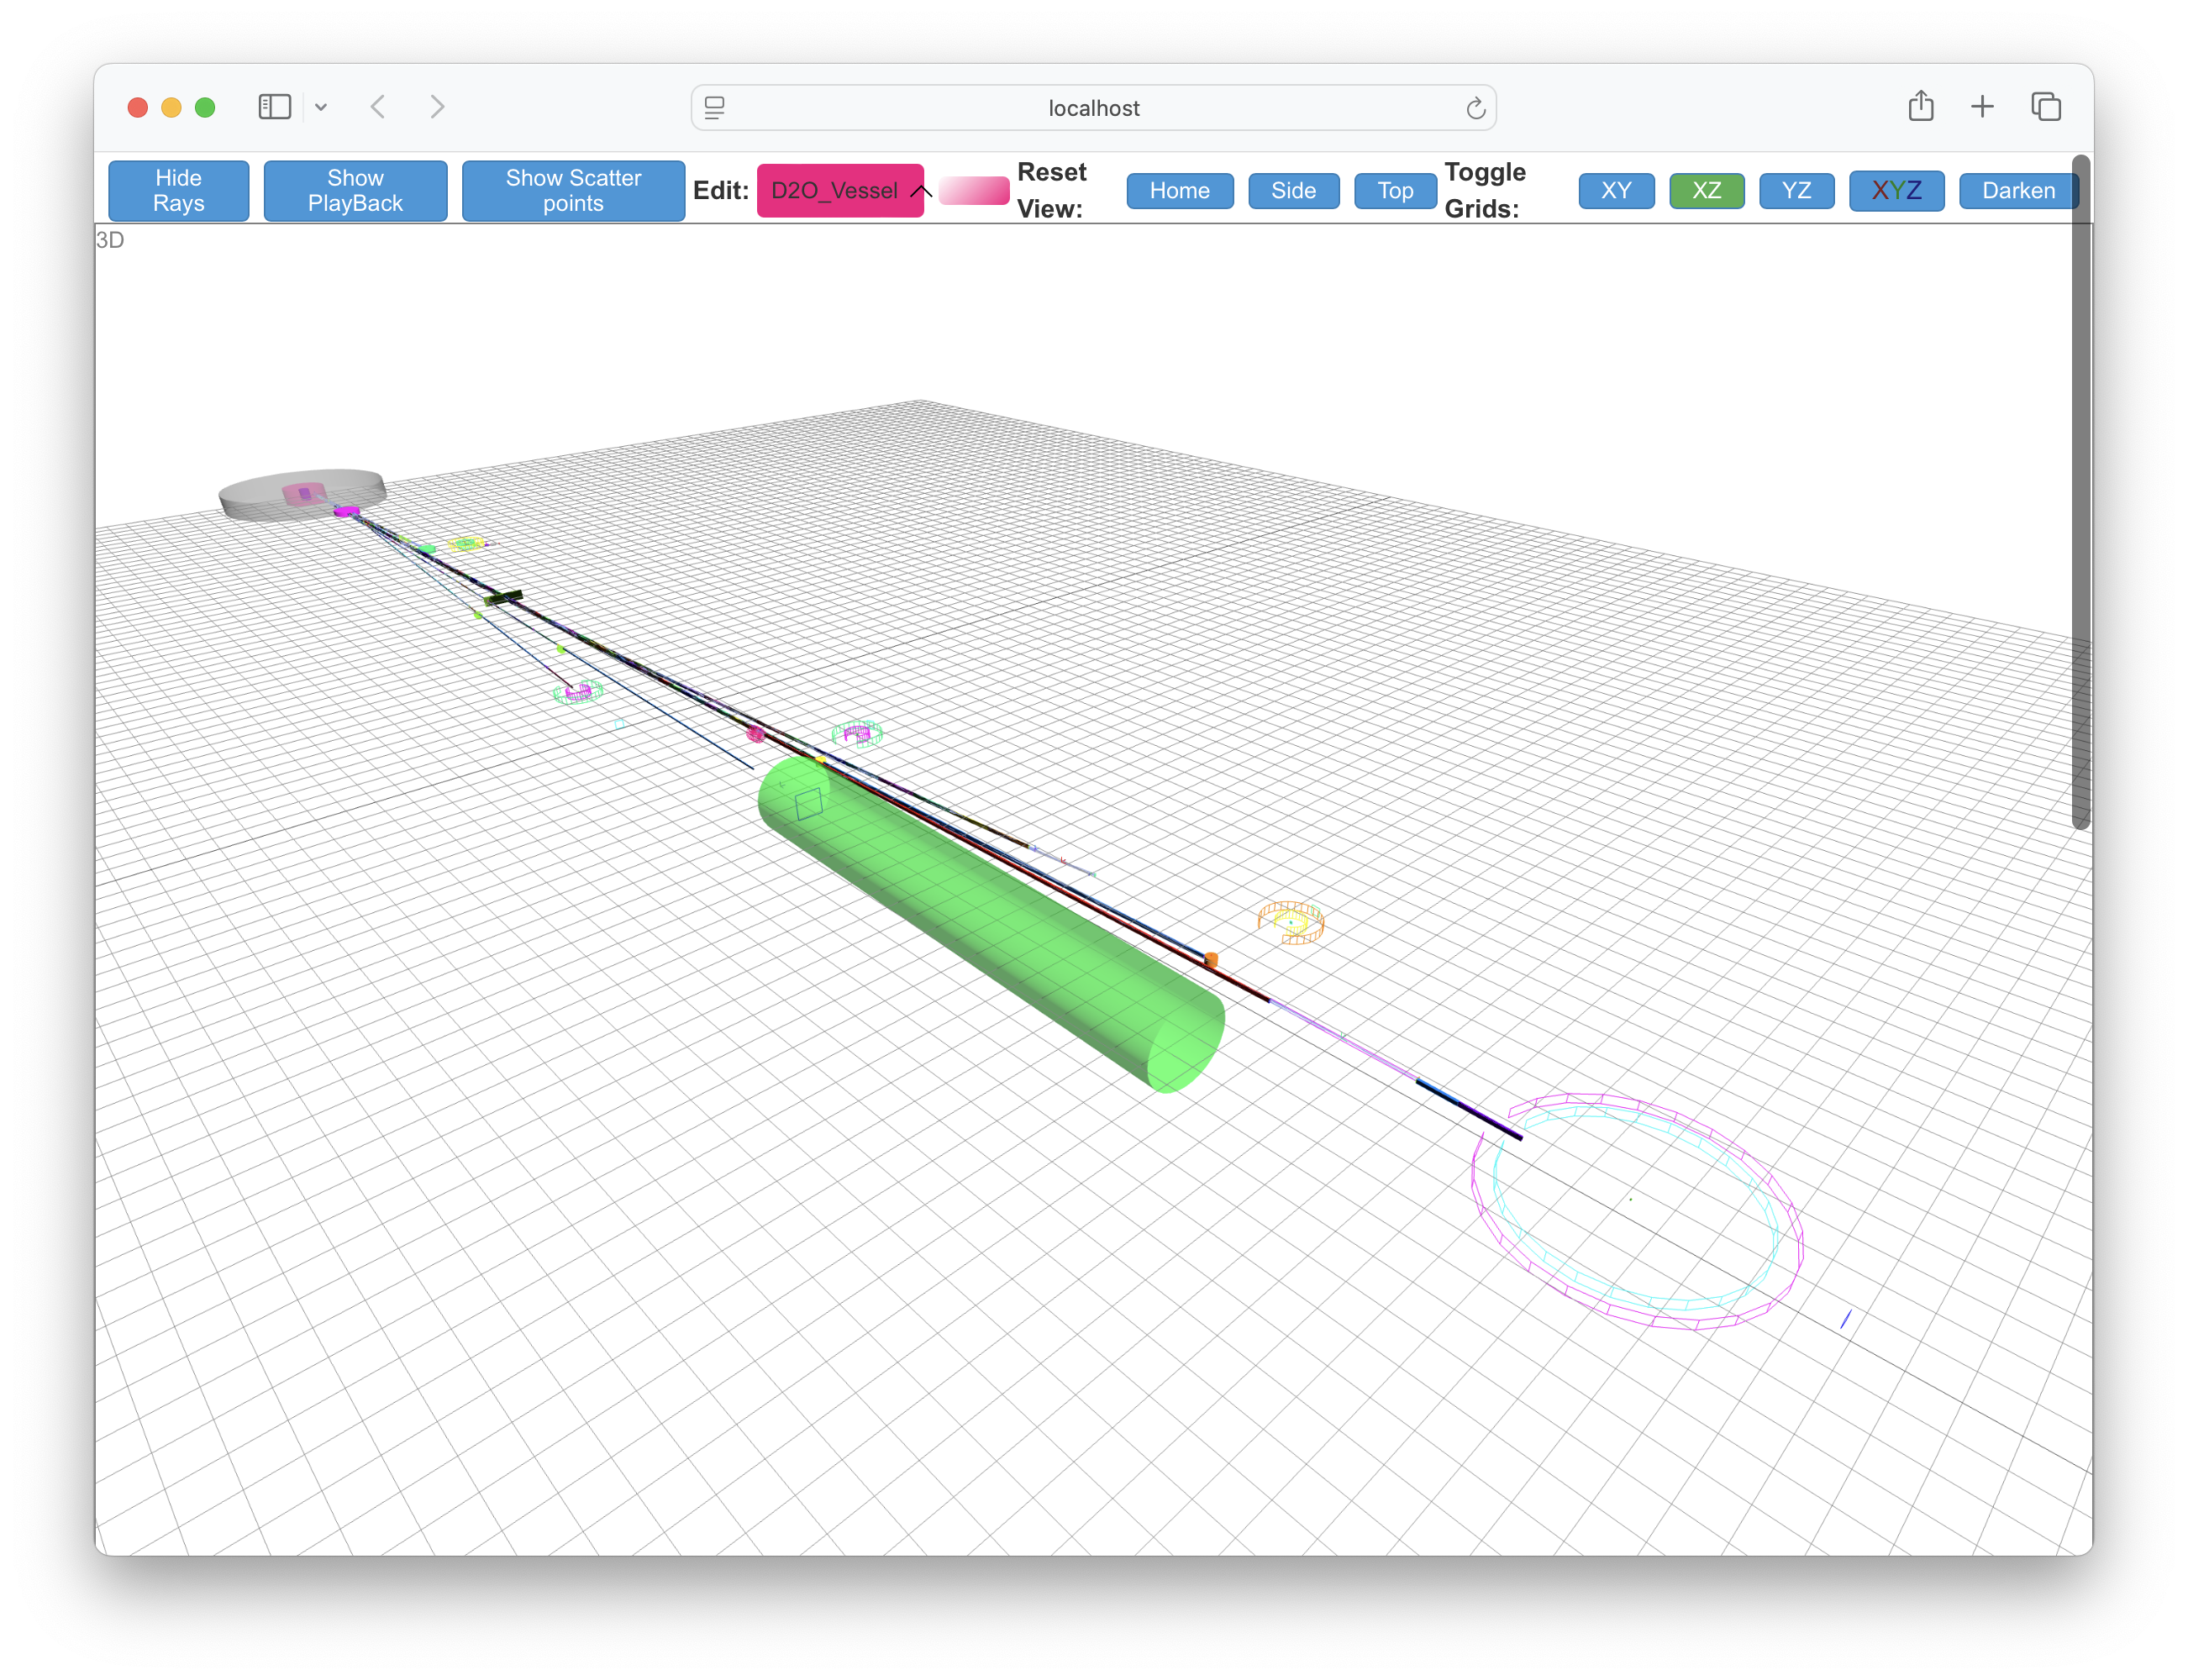 localhost
Hide
Rays
Show
PlayBack
Show Scatter
points
Edit:
D2O_Vessel
Reset
View:
Home
Side
Top
Toggle
Grids:
XY
XZ
YZ
XYZ
Darken
3D